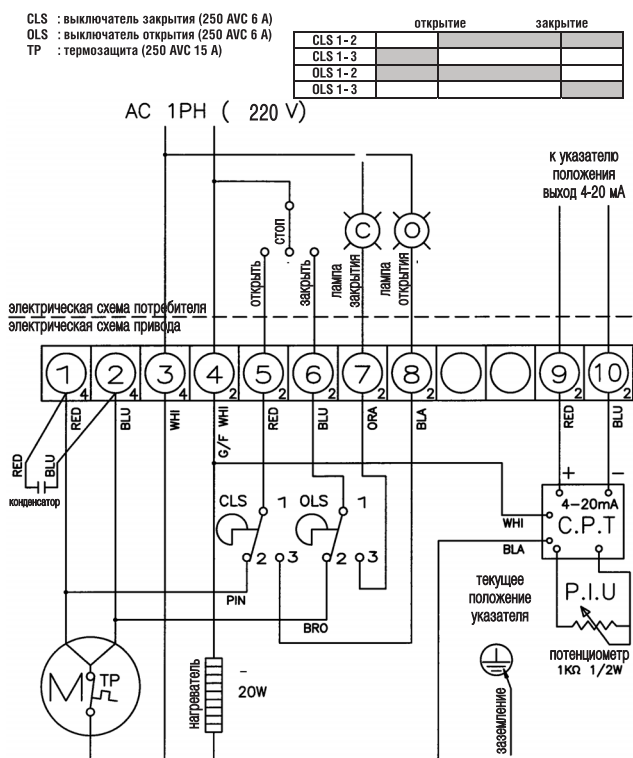 CLS : выключатель закрытия (250 AVC 6 A)
OLS : выключатель открытия (250 AVC 6 A)
TP : термозащита (250 AVC 15 A)
открытие закрытие
CLS 1-2
CLS 1-3
OLS 1-2
OLS 1-3
AC 1PH ( 220 V)
к указателю
положения
выход 4-20 мА
стоп
открыть
закрыть
лампа
закрытия
лампа
открытия
C O
электрическая схема потребителя
электрическая схема привода
1 2 3 4 5 6 7 8 9 10
4 4 4 2 2 2 2 2 2 2
RED BLU WHI G/F WHI RED BLU ORA BLA RED BLU
RED BLU
конденсатор
CLS 1 OLS 1
2 3 2 3
+ −
4-20mA
C.P.T
WHI
BLA
PIN
BRO
текущее
положение
указателя
P.I.U
потенциометр
1KΩ 1/2W
M TP
нагреватель
–
20W
заземление